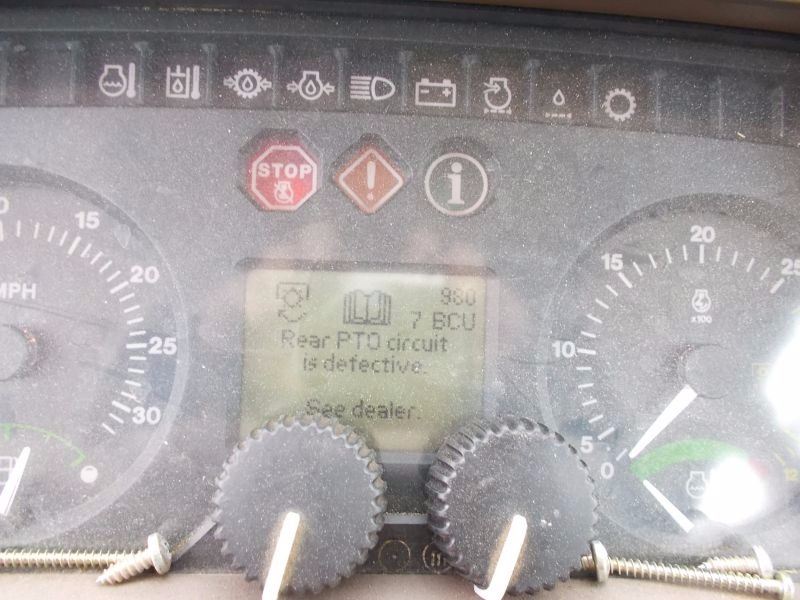 STOP
15
20
25
30
MPH
980
7 BCU
Rear PTO circuit
is defective.
See dealer.
0
5
10
15
20
25
x100